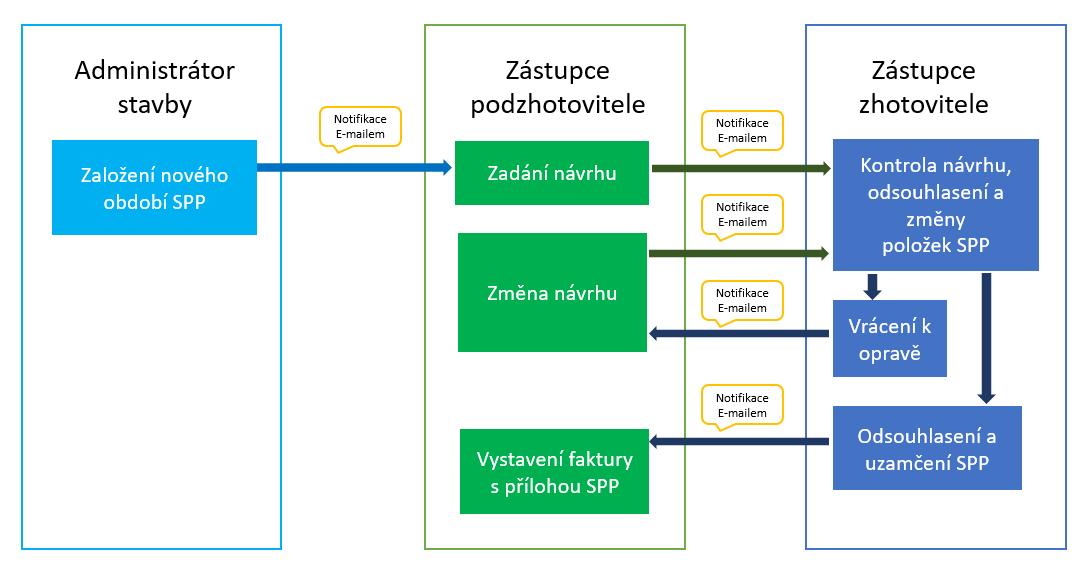 Administrátor
stavby
Založení nového
období SPP
Notifikace
E-mailem
Zástupce
podzhotovitele
Zadání návrhu
Změna návrhu
Vystavení faktury
s přílohou SPP
Notifikace
E-mailem
Notifikace
E-mailem
Notifikace
E-mailem
Notifikace
E-mailem
Zástupce
zhotovitele
Kontrola návrhu,
odsouhlasení a
změny
položek SPP
Vrácení k
opravě
Odsouhlasení a
uzamčení SPP